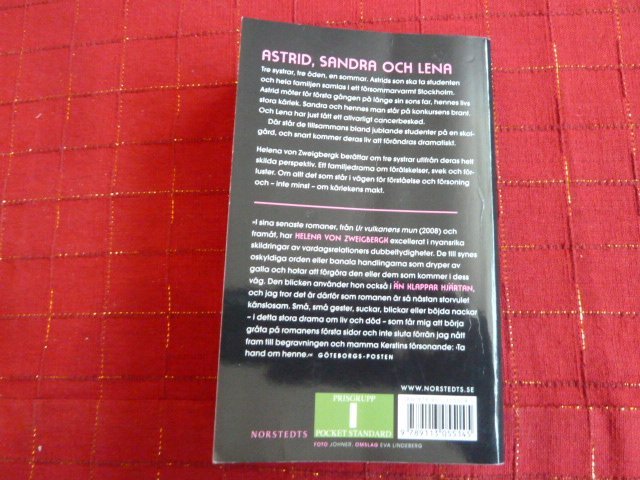 ASTRID, SANDRA OCH LENA
Tre systrar, tre öden, en sommar. Astrids son ska ta studenten
och hela familjen samlas i ett försommarvarmt Stockholm.
Astrid möter för första gången på länge sin sons far, hennes livs
stora kärlek. Sandra och hennes man står på konkursens brant.
Och Lena har just fått ett allvarligt cancerbesked.
Där står de tillsammans bland jublande studenter på en skol-
gård, och snart kommer deras liv att förändras dramatiskt.
Helena von Zweigbergk berättar om tre systrar utifrån deras helt
skilda perspektiv. Ett familjedrama om förälskelser, svek och för-
luster. Om allt det som står i vägen för förståelse och försoning
och – inte minst – om kärlekens makt.
»I sina senaste romaner, från Ur vulkanens mun (2008) och
framåt, har HELENA VON ZWEIGBERGK excellerat i nyansrika
skildringar av vardagsrelationers dubbeltydigheter. De till synes
oskyldiga orden eller banala handlingarna som dryper av
galla och hotar att förgöra den eller dem som kommer i dess
väg. Den blicken använder hon också i ÄN KLAPPAR HJÄRTAN,
och jag tror det är därför som romanen är så nästan storvulet
känslosam. Små, små gester, suckar, blickar eller böjda nackar
– i detta stora drama om liv och död – som får mig att börja
gråta på romanens första sidor och inte sluta förrän jag nått
fram till begravningen och mamma Kerstins försonande: ›Ta
hand om henne.‹« GÖTEBORGS-POSTEN
WWW.NORSTEDTS.SE
PRISGRUPP
POCKET STANDARD
NORSTEDTS
9 789113 055145
FOTO JOHNÉR. OMSLAG EVA LINDEBERG